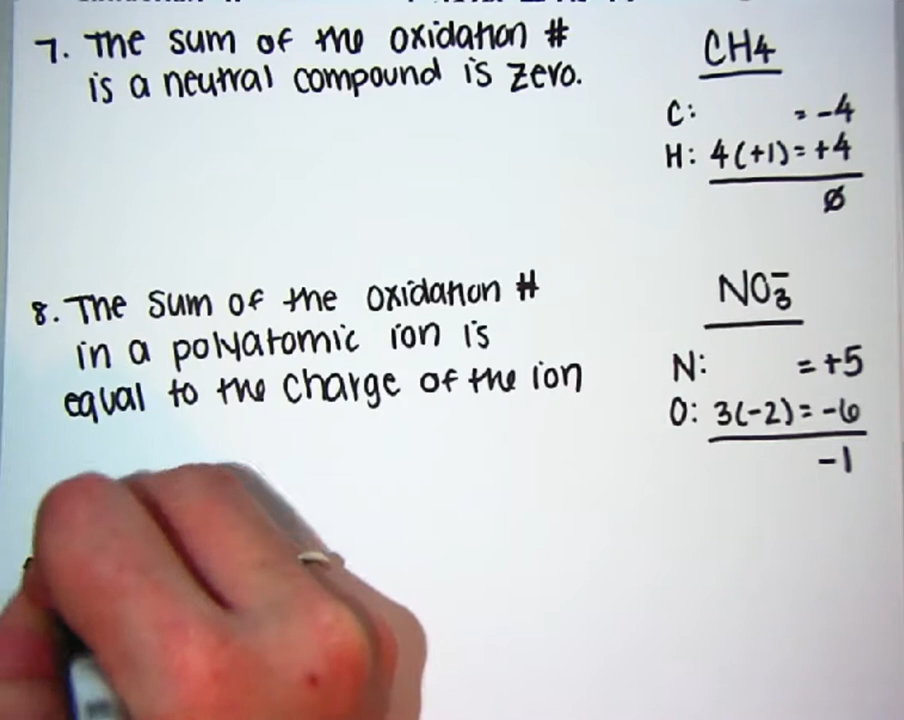 7. The sum of the oxidation #
is a neutral compound is zero.
CH4
C: = -4
H: 4(+1) = +4
Ø
8. The sum of the oxidation #
in a polyatomic ion is
equal to the charge of the ion
NO3⁻
N: = +5
O: 3(-2) = -6
-1